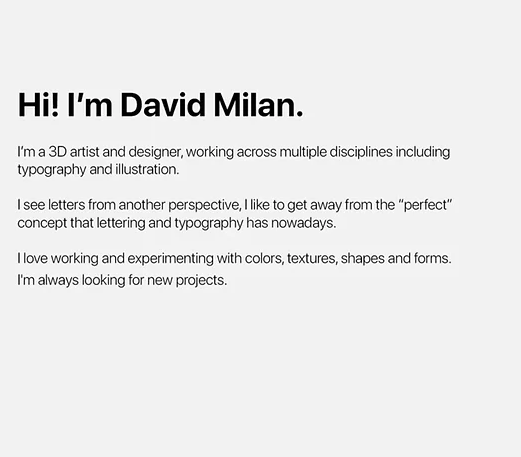 Hi! I’m David Milan.
I’m a 3D artist and designer, working across multiple disciplines including
typography and illustration.
I see letters from another perspective, I like to get away from the “perfect”
concept that lettering and typography has nowadays.
I love working and experimenting with colors, textures, shapes and forms.
I'm always looking for new projects.